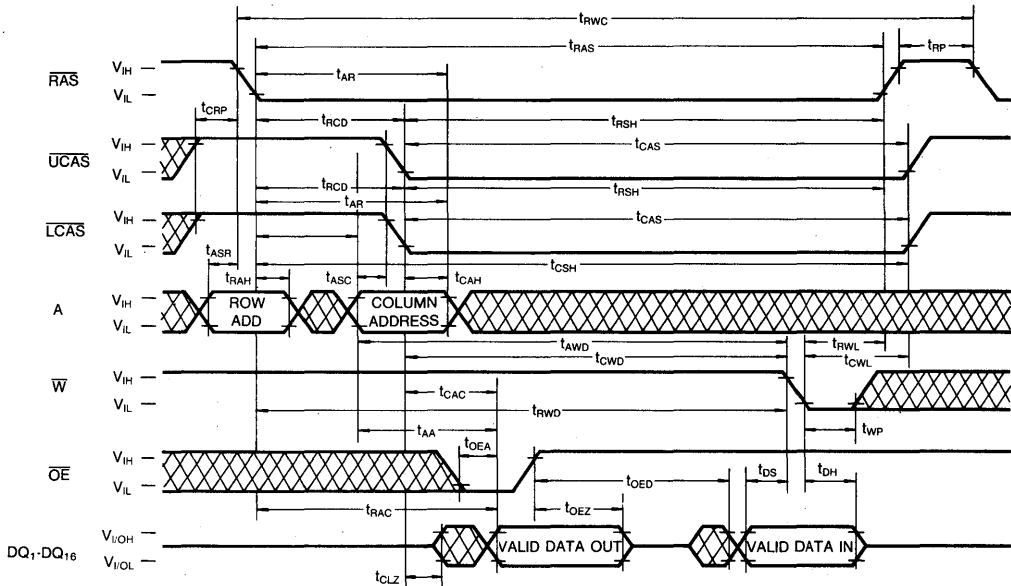 tRWC
tRAS
tRP
RAS
VIH
VIL
tAR
tCRP
tRCD
tRSH
UCAS
VIH
VIL
tCAS
tRCD
tRSH
tAR
LCAS
VIH
VIL
tCAS
tASR
tCSH
tRAH
tASC
tCAH
A
VIH
VIL
ROW
ADD
COLUMN
ADDRESS
tAWD
tRWL
tCWD
tCWL
W
VIH
VIL
tCAC
tRWD
tWP
tAA
OE
VIH
VIL
tOEA
tOED
tDS
tDH
tOEZ
tRAC
DQ1-DQ16
VI/OH
VI/OL
VALID DATA OUT
VALID DATA IN
tCLZ